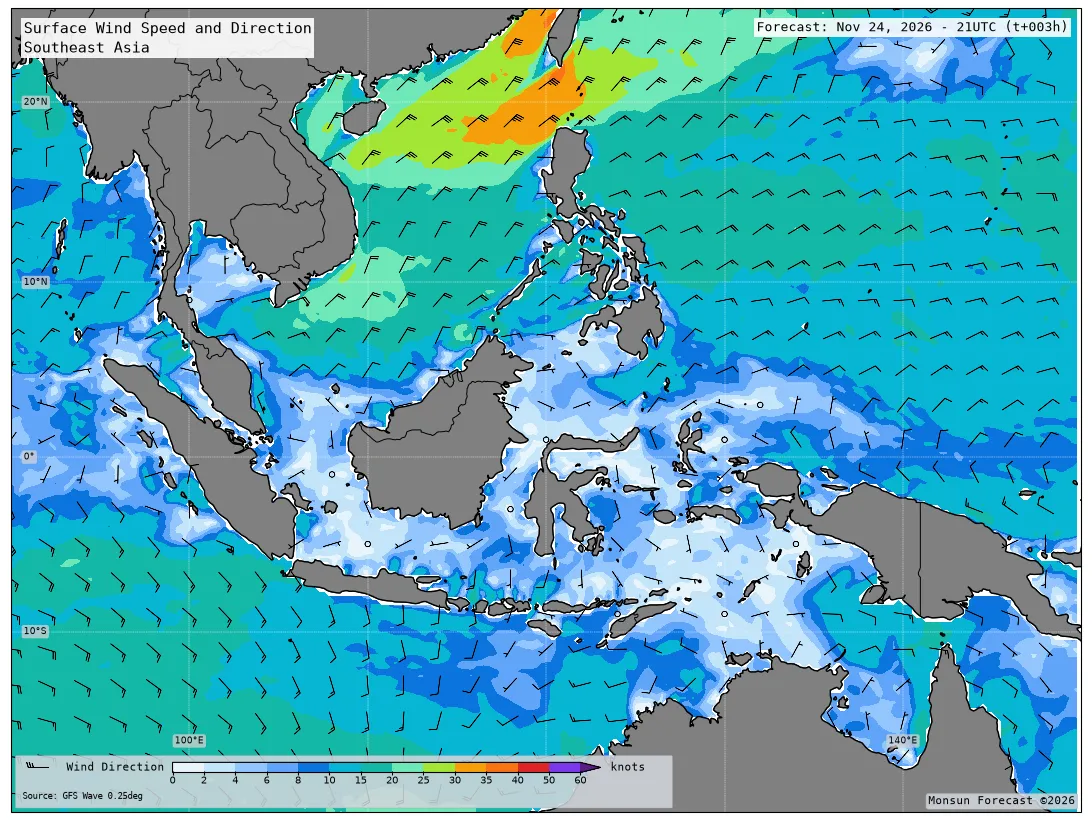 Surface Wind Speed and Direction
Southeast Asia
Forecast: Nov 24, 2026 - 21UTC (t+003h)
20°N
10°N
0°
10°S
100°E
140°E
Wind Direction
knots
0 2 4 6 8 10 15 20 25 30 35 40 50 60
Source: GFS Wave 0.25deg
Monsun Forecast ©2026